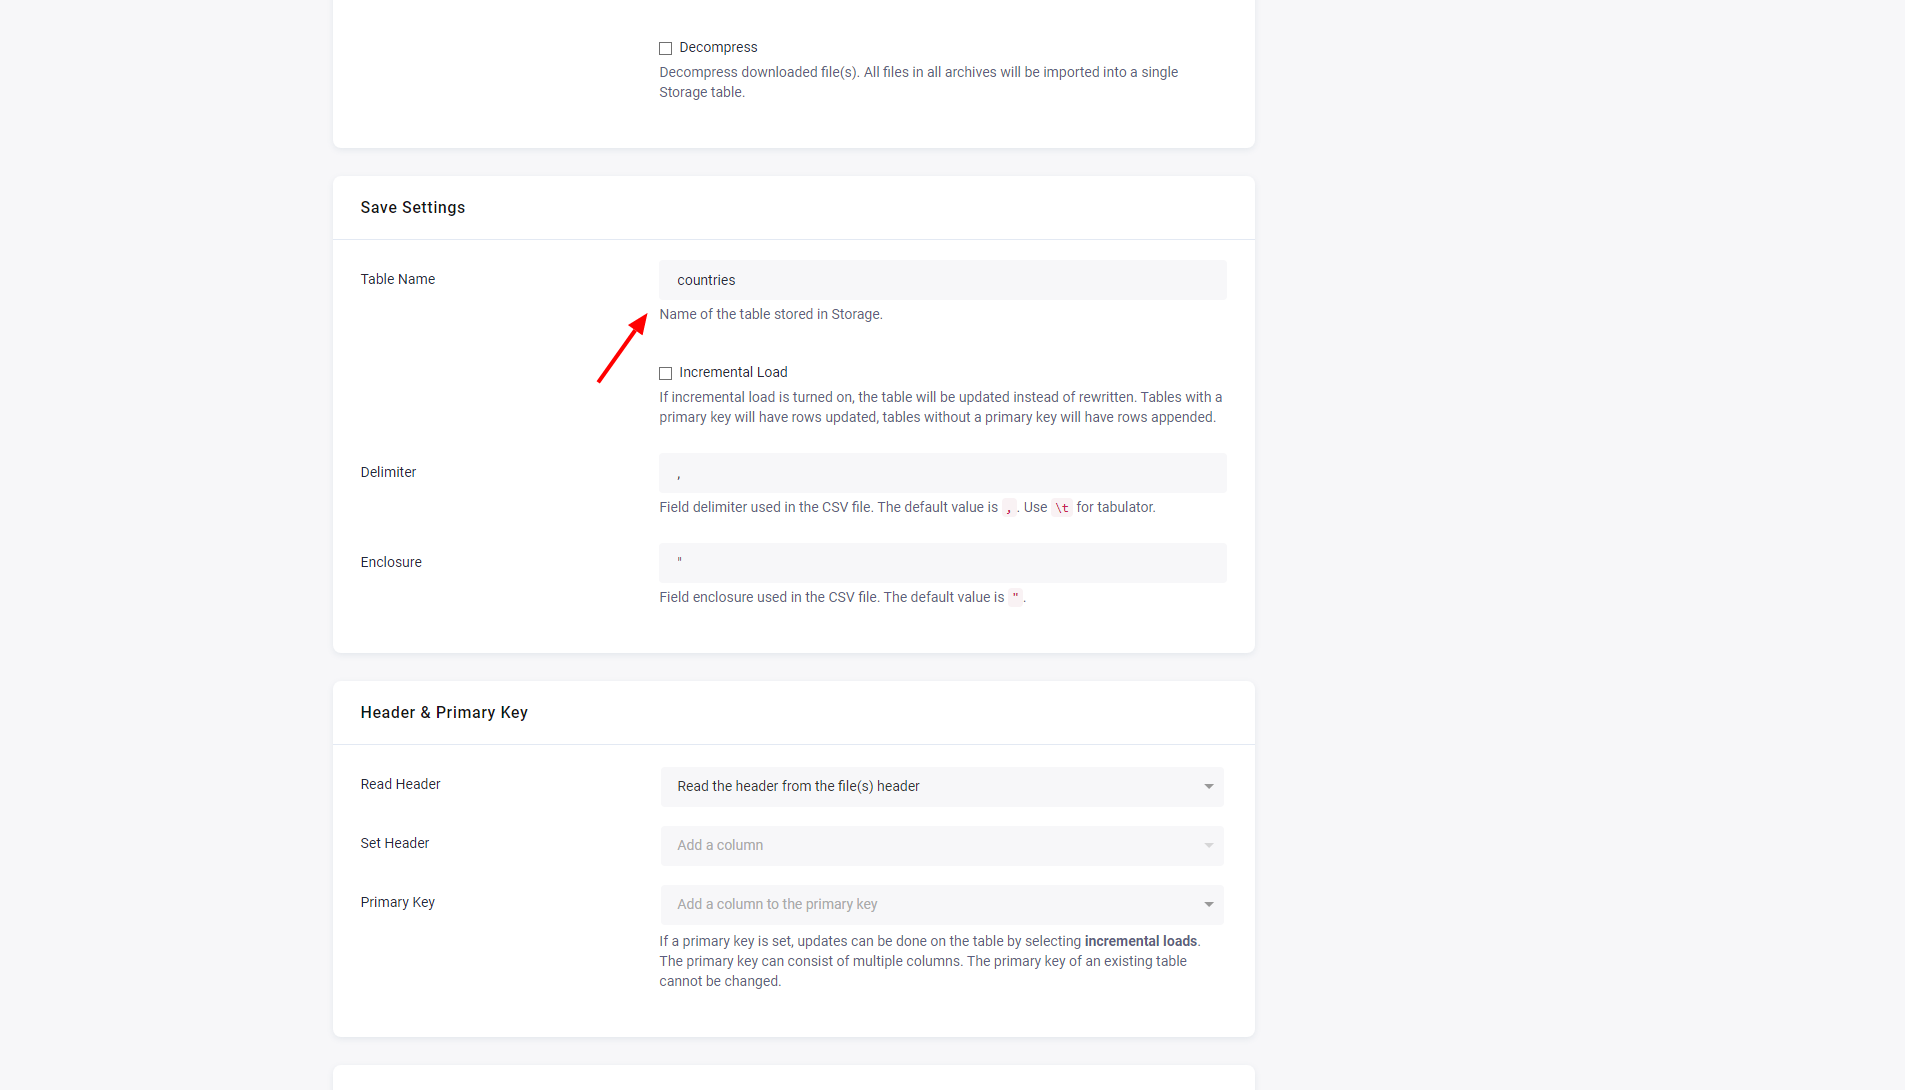 Decompress
Decompress downloaded file(s). All files in all archives will be imported into a single
Storage table.
Save Settings
Table Name
countries
Name of the table stored in Storage.
Incremental Load
If incremental load is turned on, the table will be updated instead of rewritten. Tables with a
primary key will have rows updated, tables without a primary key will have rows appended.
Delimiter
,
Field delimiter used in the CSV file. The default value is , . Use \t for tabulator.
Enclosure
"
Field enclosure used in the CSV file. The default value is " .
Header & Primary Key
Read Header
Read the header from the file(s) header
Set Header
Add a column
Primary Key
Add a column to the primary key
If a primary key is set, updates can be done on the table by selecting incremental loads.
The primary key can consist of multiple columns. The primary key of an existing table
cannot be changed.